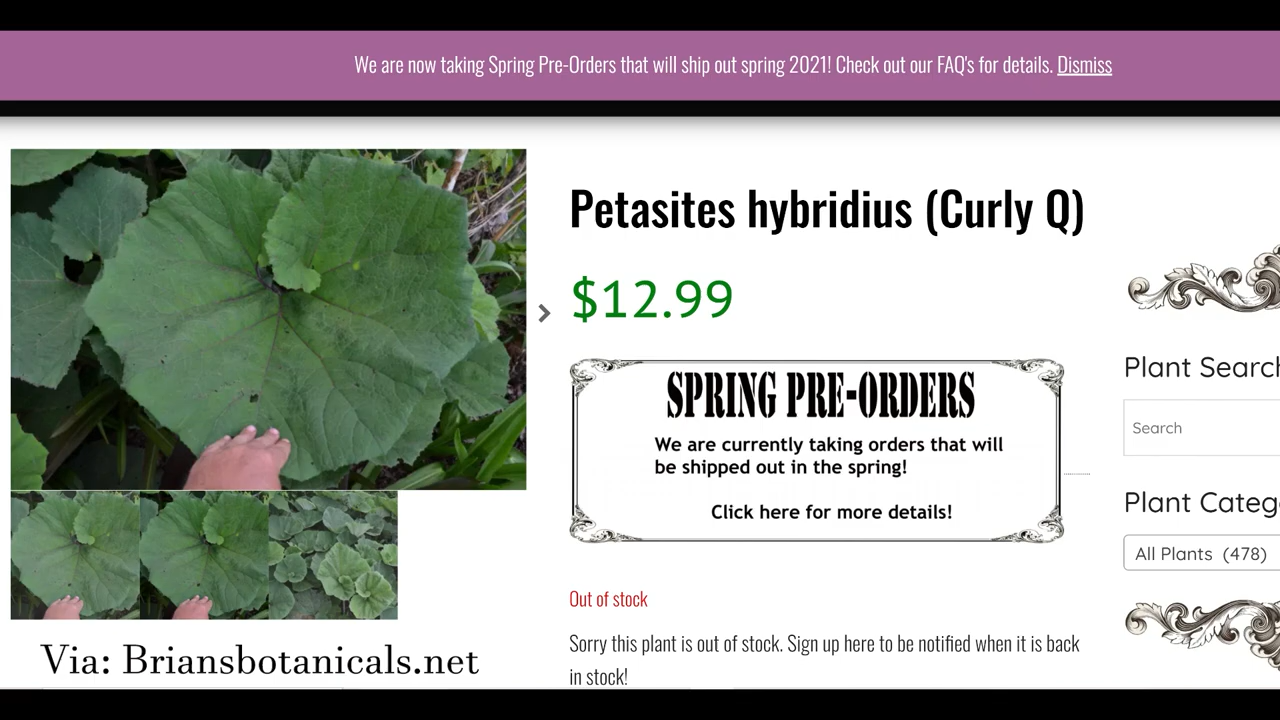 We are now taking Spring Pre-Orders that will ship out spring 2021! Check out our FAQ's for details. Dismiss
Petasites hybridius (Curly Q)
$12.99
SPRING PRE-ORDERS
We are currently taking orders that will
be shipped out in the spring!
Click here for more details!
Out of stock
Sorry this plant is out of stock. Sign up here to be notified when it is back
in stock!
Via: Briansbotanicals.net
Plant Search
Search
Plant Categ
All Plants (478)